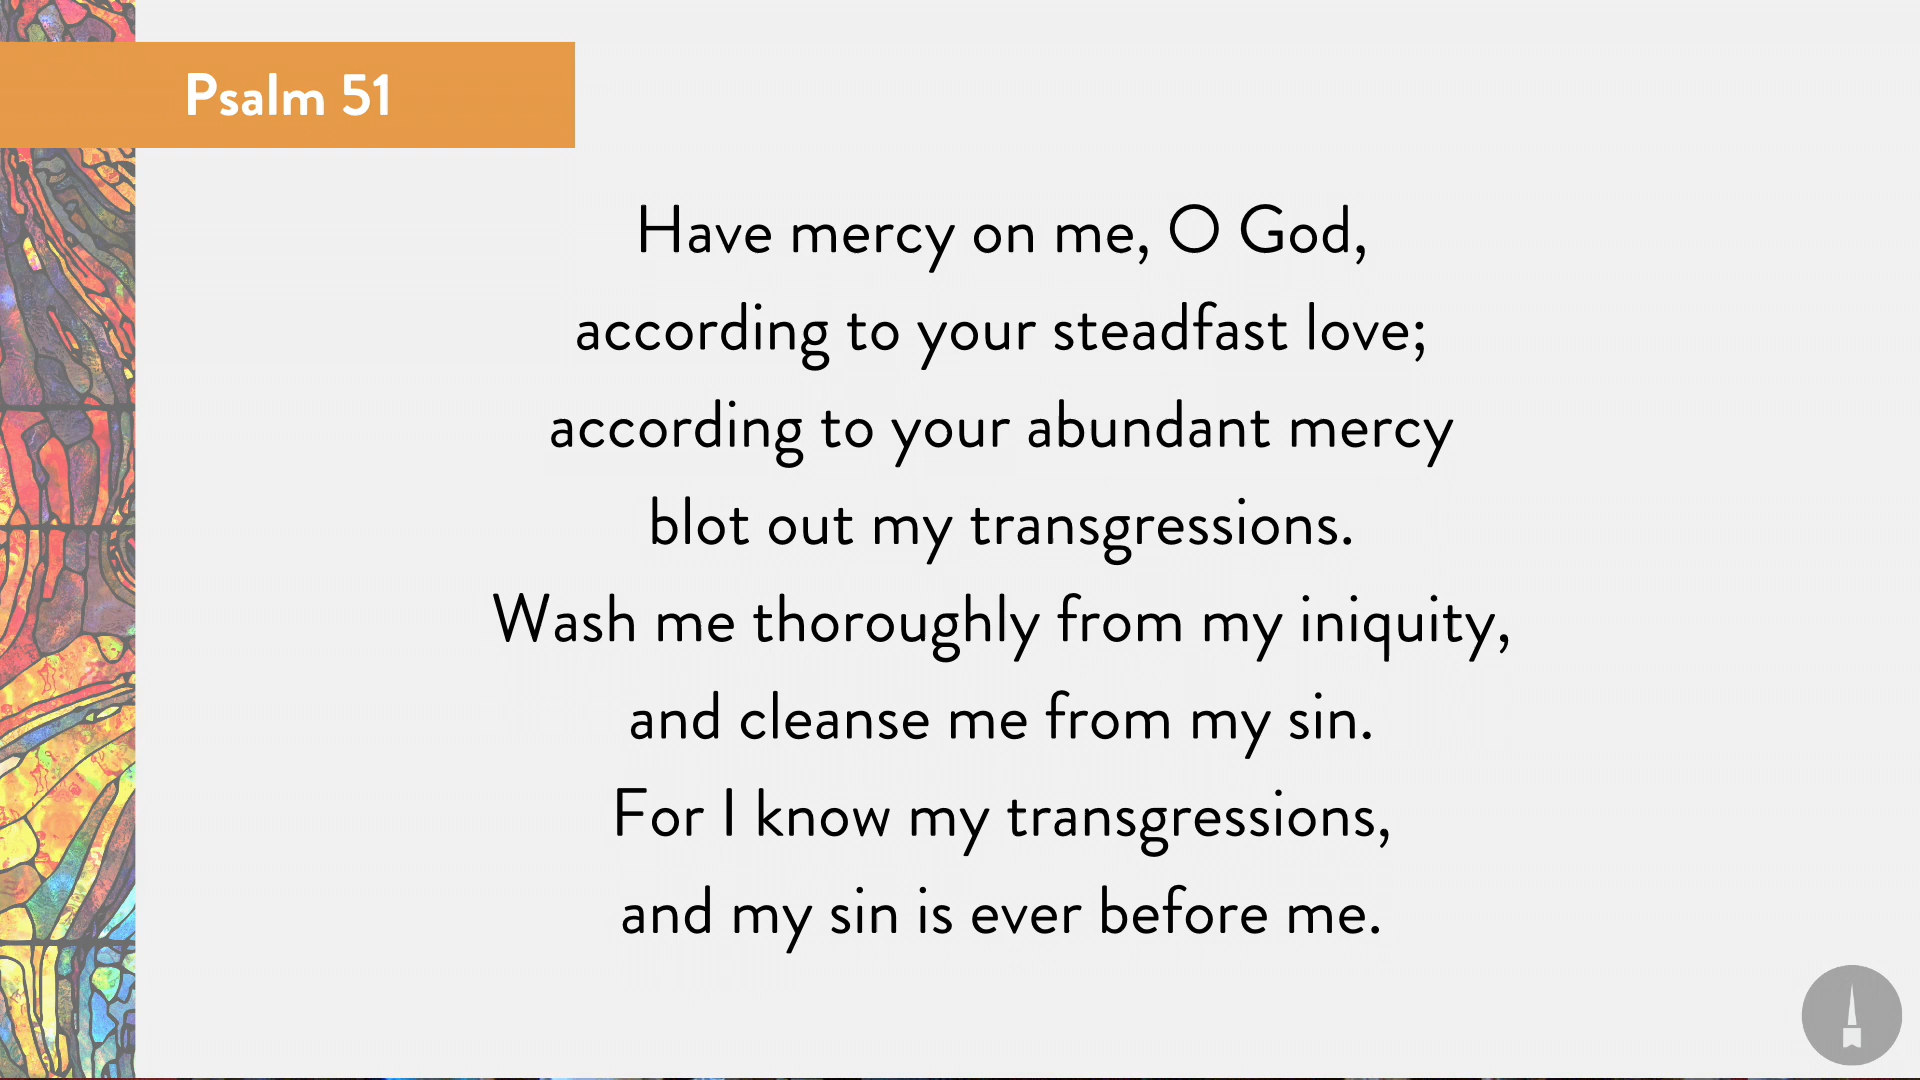 Psalm 51
Have mercy on me, O God,
according to your steadfast love;
according to your abundant mercy
blot out my transgressions.
Wash me thoroughly from my iniquity,
and cleanse me from my sin.
For I know my transgressions,
and my sin is ever before me.